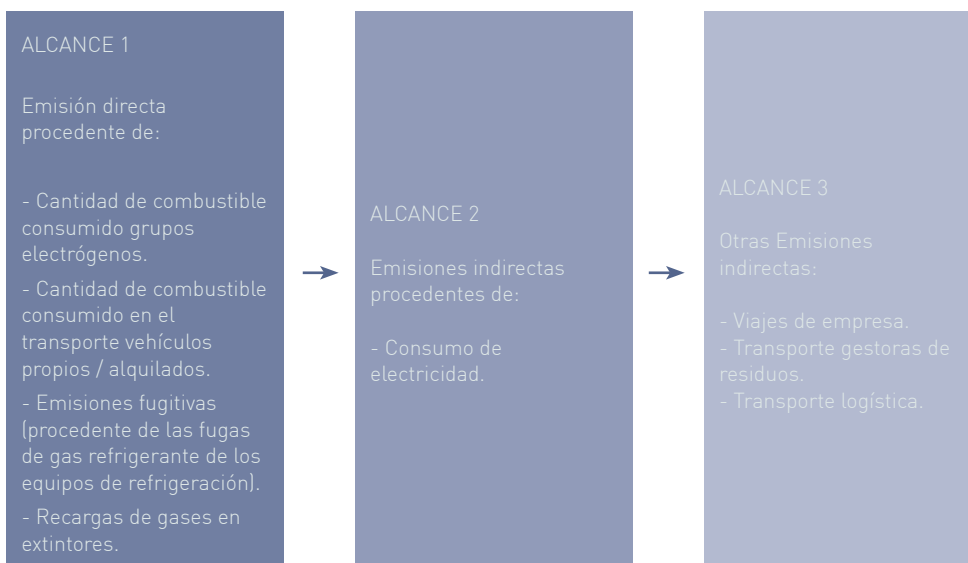 ALCANCE 1
Emisión directa
procedente de:
- Cantidad de combustible
consumido grupos
electrógenos.
- Cantidad de combustible
consumido en el
transporte vehículos
propios / alquilados.
- Emisiones fugitivas
(procedente de las fugas
de gas refrigerante de los
equipos de refrigeración).
- Recargas de gases en
extintores.
ALCANCE 2
Emisiones indirectas
procedentes de:
- Consumo de
electricidad.
ALCANCE 3
Otras Emisiones
indirectas:
- Viajes de empresa.
- Transporte gestoras de
residuos.
- Transporte logística.